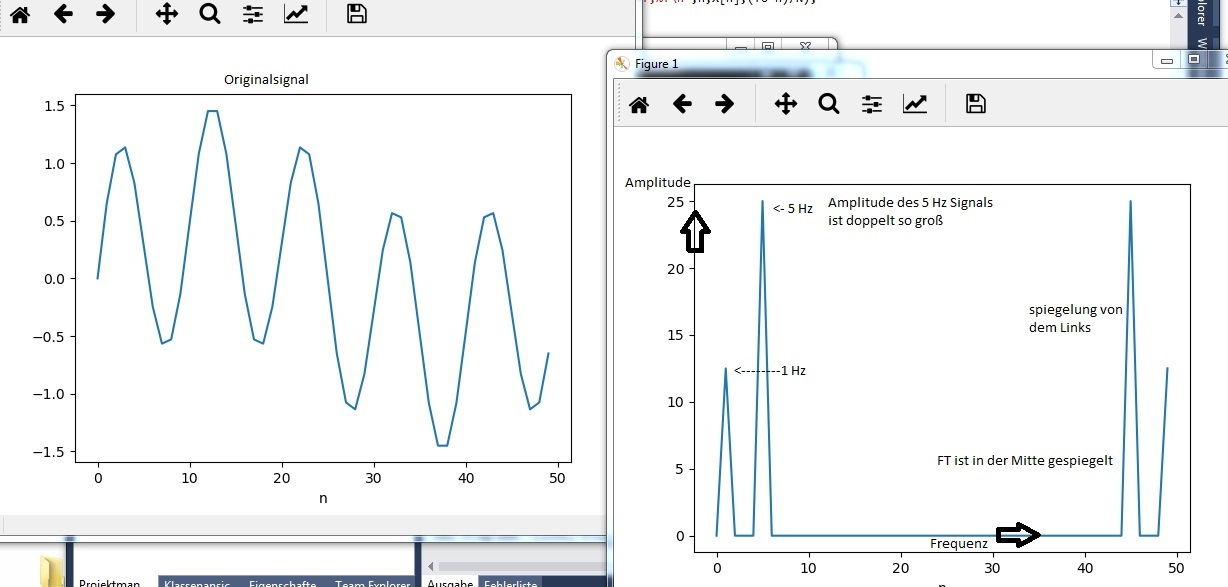 Originalsignal
1.5
1.0
0.5
0.0
−0.5
−1.0
−1.5
0 10 20 30 40 50
n
Figure 1
Amplitude
25
20
15
10
5
0
<- 5 Hz
Amplitude des 5 Hz Signals
ist doppelt so groß
spiegelung von
dem Links
<--------1 Hz
FT ist in der Mitte gespiegelt
Frequenz
0 10 20 30 40 50
Projektman
Klassenansic
Eigenschafte
Team Explorer
Ausgabe
Fehlerliste